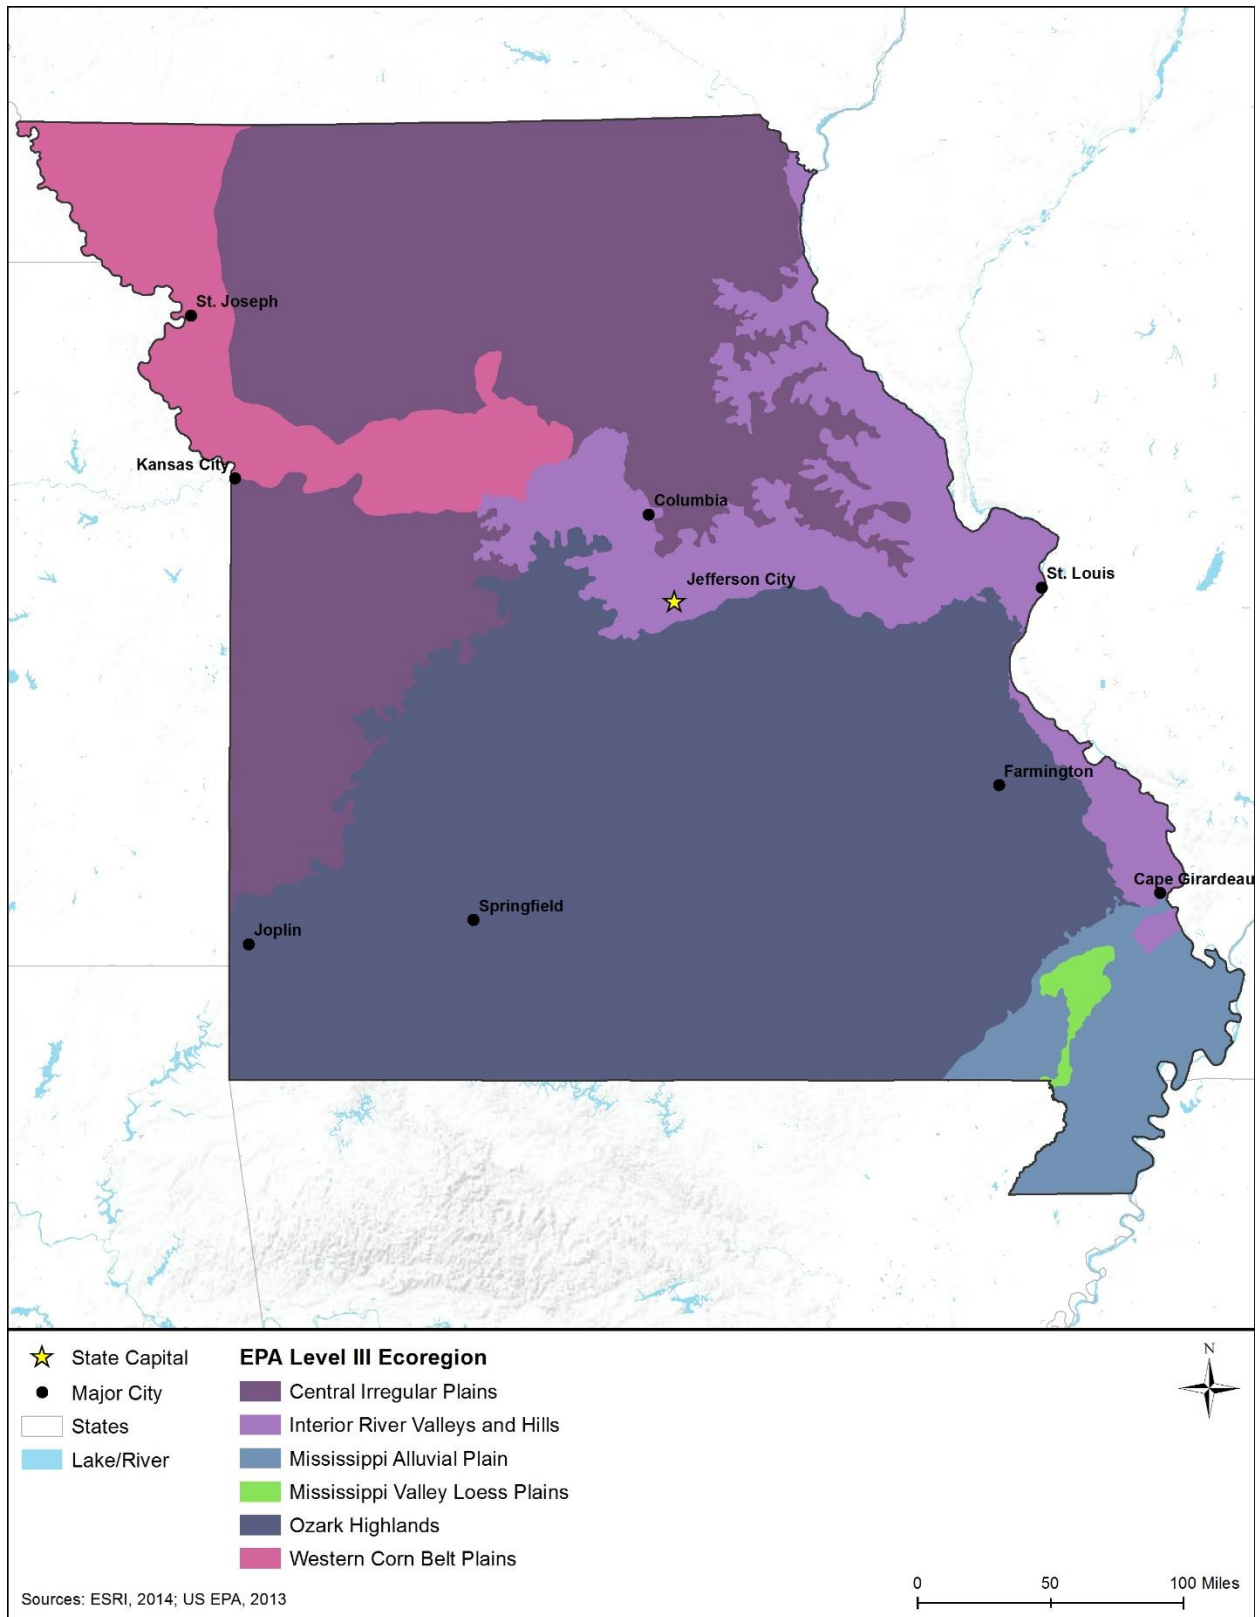 St. Joseph
Kansas City
Columbia
Jefferson City
St. Louis
Farmington
Cape Girardeau
Springfield
Joplin
State Capital
Major City
States
Lake/River
EPA Level III Ecoregion
Central Irregular Plains
Interior River Valleys and Hills
Mississippi Alluvial Plain
Mississippi Valley Loess Plains
Ozark Highlands
Western Corn Belt Plains
N
Sources: ESRI, 2014; US EPA, 2013
0 50 100 Miles